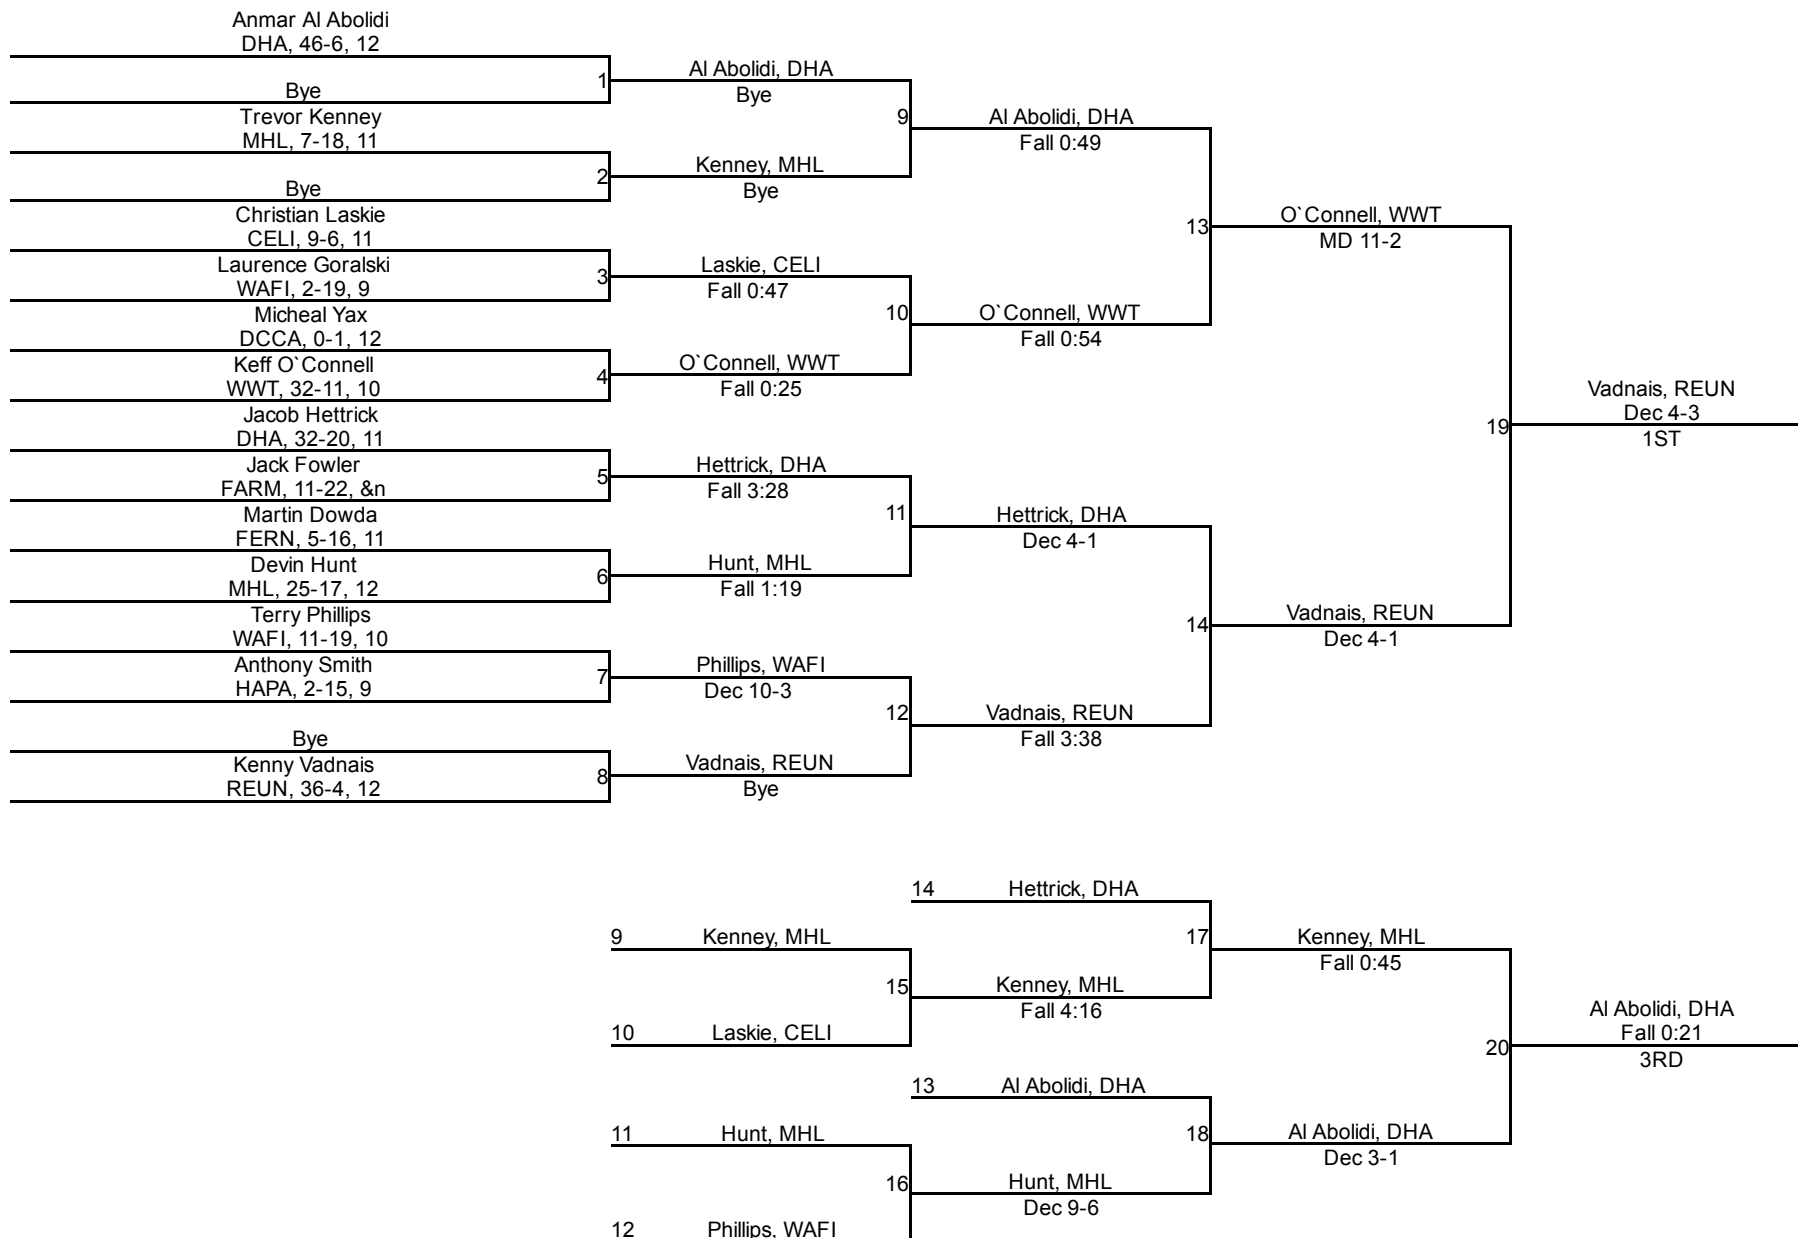 Anmar Al Abolidi
DHA, 46-6, 12
Bye
1
Trevor Kenney
MHL, 7-18, 11
Bye
2
Christian Laskie
CELI, 9-6, 11
Laurence Goralski
WAFI, 2-19, 9
3
Micheal Yax
DCCA, 0-1, 12
Keff O`Connell
WWT, 32-11, 10
4
Jacob Hettrick
DHA, 32-20, 11
Jack Fowler
FARM, 11-22, &n
5
Martin Dowda
FERN, 5-16, 11
Devin Hunt
MHL, 25-17, 12
6
Terry Phillips
WAFI, 11-19, 10
Anthony Smith
HAPA, 2-15, 9
7
Bye
Kenny Vadnais
REUN, 36-4, 12
8
Al Abolidi, DHA
Bye
9
Kenney, MHL
Bye
Laskie, CELI
Fall 0:47
10
O`Connell, WWT
Fall 0:25
Hettrick, DHA
Fall 3:28
11
Hunt, MHL
Fall 1:19
Phillips, WAFI
Dec 10-3
12
Vadnais, REUN
Bye
Al Abolidi, DHA
Fall 0:49
13
O`Connell, WWT
Fall 0:54
Hettrick, DHA
Dec 4-1
14
Vadnais, REUN
Fall 3:38
O`Connell, WWT
MD 11-2
19
Vadnais, REUN
Dec 4-1
Vadnais, REUN
Dec 4-3
1ST
14 Hettrick, DHA
9 Kenney, MHL
15
10 Laskie, CELI
Kenney, MHL
Fall 4:16
17
Kenney, MHL
Fall 0:45
13 Al Abolidi, DHA
11 Hunt, MHL
16
12 Phillips, WAFI
Hunt, MHL
Dec 9-6
18
Al Abolidi, DHA
Dec 3-1
20
Al Abolidi, DHA
Fall 0:21
3RD